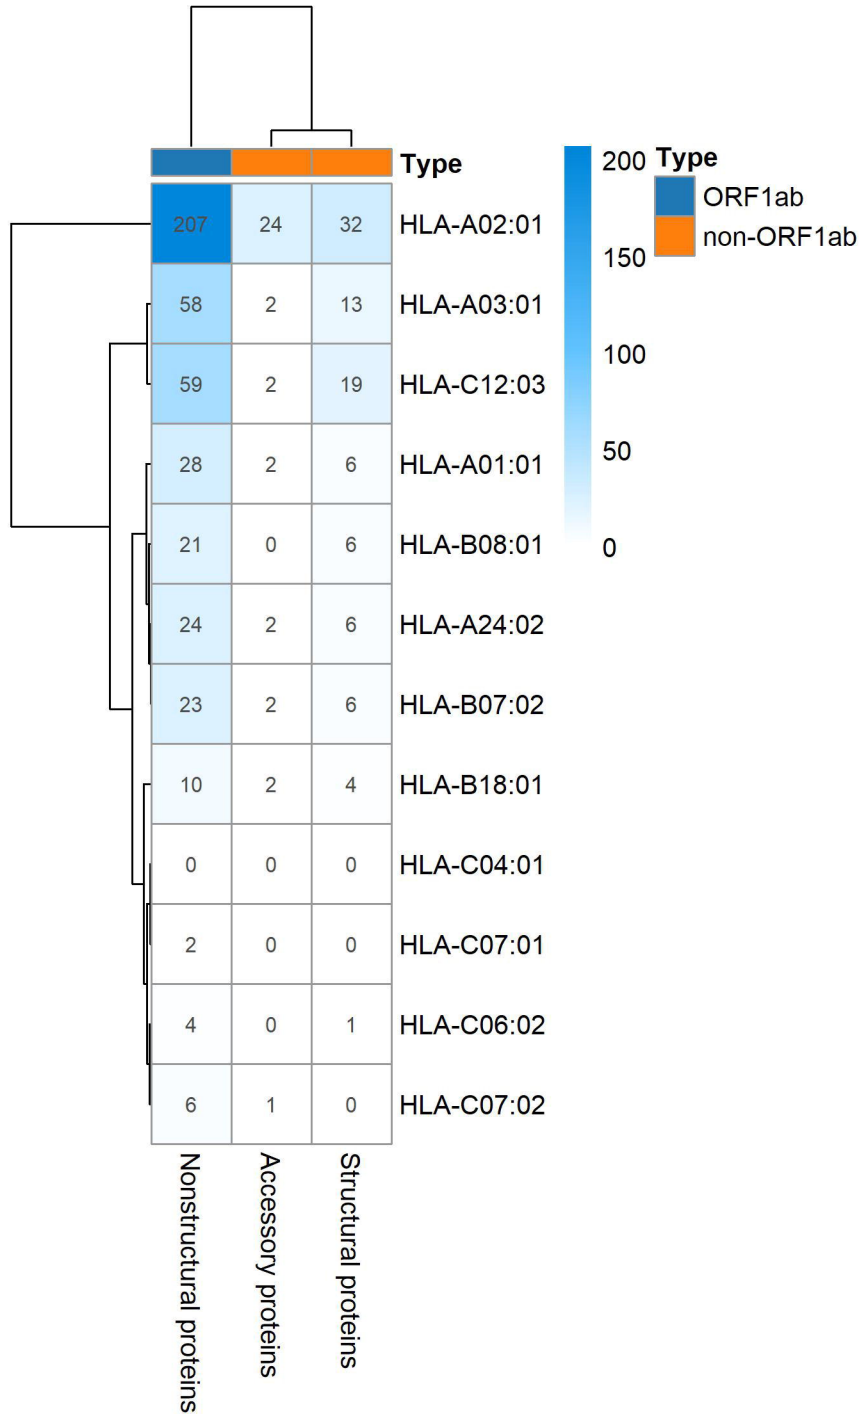 Type
207 24 32 HLA-A02:01
58 2 13 HLA-A03:01
59 2 19 HLA-C12:03
28 2 6 HLA-A01:01
21 0 6 HLA-B08:01
24 2 6 HLA-A24:02
23 2 6 HLA-B07:02
10 2 4 HLA-B18:01
0 0 0 HLA-C04:01
2 0 0 HLA-C07:01
4 0 1 HLA-C06:02
6 1 0 HLA-C07:02
Nonstructural proteins
Accessory proteins
Structural proteins
200
150
100
50
0
Type
ORF1ab
non-ORF1ab